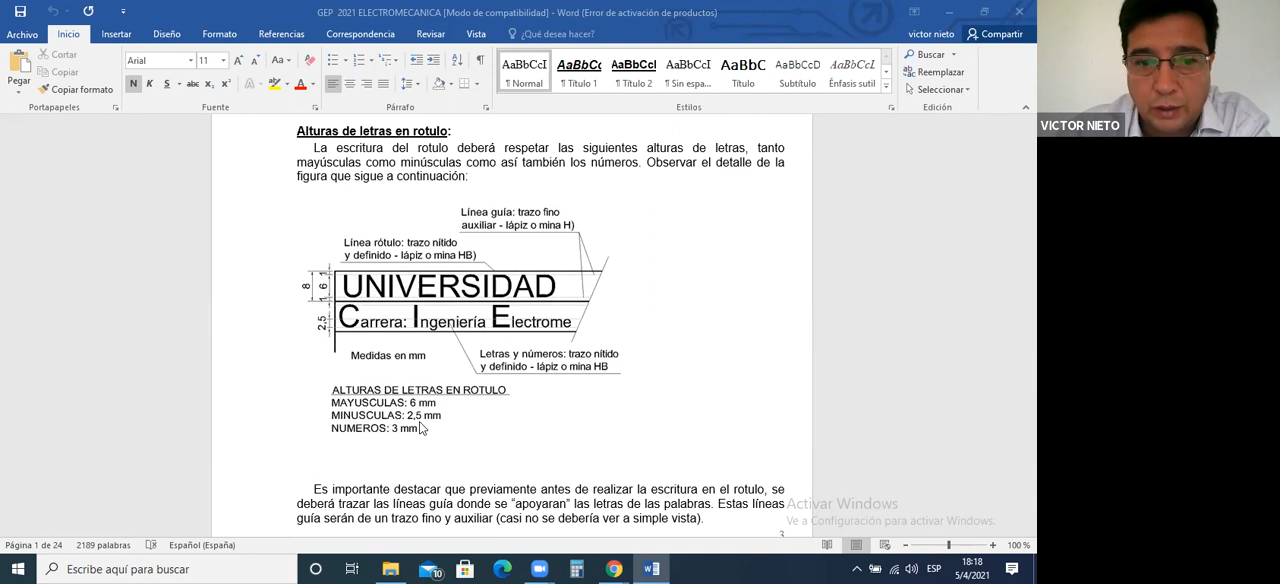 GEP 2021 ELECTROMECANICA [Modo de compatibilidad] - Word (Error de activación de productos)
Archivo Inicio Insertar Diseño Formato Referencias Correspondencia Revisar Vista ¿Qué desea hacer? victor nieto Compartir
Pegar
Cortar
Copiar
Copiar formato
Portapapeles
Arial 11
N K S abc x₂ x²
Fuente
Párrafo
AaBbCcI AaBbCc AaBbCcI AaBbCcI AaBbC AaBbCcD AaBbCcI
¶ Normal ¶ Título 1 ¶ Título 2 ¶ Sin espa... Título Subtítulo Énfasis sutil
Estilos
Buscar
Reemplazar
Seleccionar
Edición
VICTOR NIETO
Alturas de letras en rotulo:
La escritura del rotulo deberá respetar las siguientes alturas de letras, tanto
mayúsculas como minúsculas como así también los números. Observar el detalle de la
figura que sigue a continuación:
Línea guía: trazo fino
auxiliar - lápiz o mina H)
Línea rótulo: trazo nítido
y definido - lápiz o mina HB)
8
1
6
1
UNIVERSIDAD
2,5
Carrera: Ingeniería Electrome
Medidas en mm
Letras y números: trazo nítido
y definido - lápiz o mina HB
ALTURAS DE LETRAS EN ROTULO
MAYUSCULAS: 6 mm
MINUSCULAS: 2,5 mm
NUMEROS: 3 mm
Es importante destacar que previamente antes de realizar la escritura en el rotulo, se
deberá trazar las líneas guía donde se “apoyaran” las letras de las palabras. Estas líneas
guía serán de un trazo fino y auxiliar (casi no se debería ver a simple vista).
3
Activar Windows
Ve a Configuración para activar Windows.
Página 1 de 24 2189 palabras Español (España) 100 %
Escribe aquí para buscar
10
ESP
18:18
5/4/2021